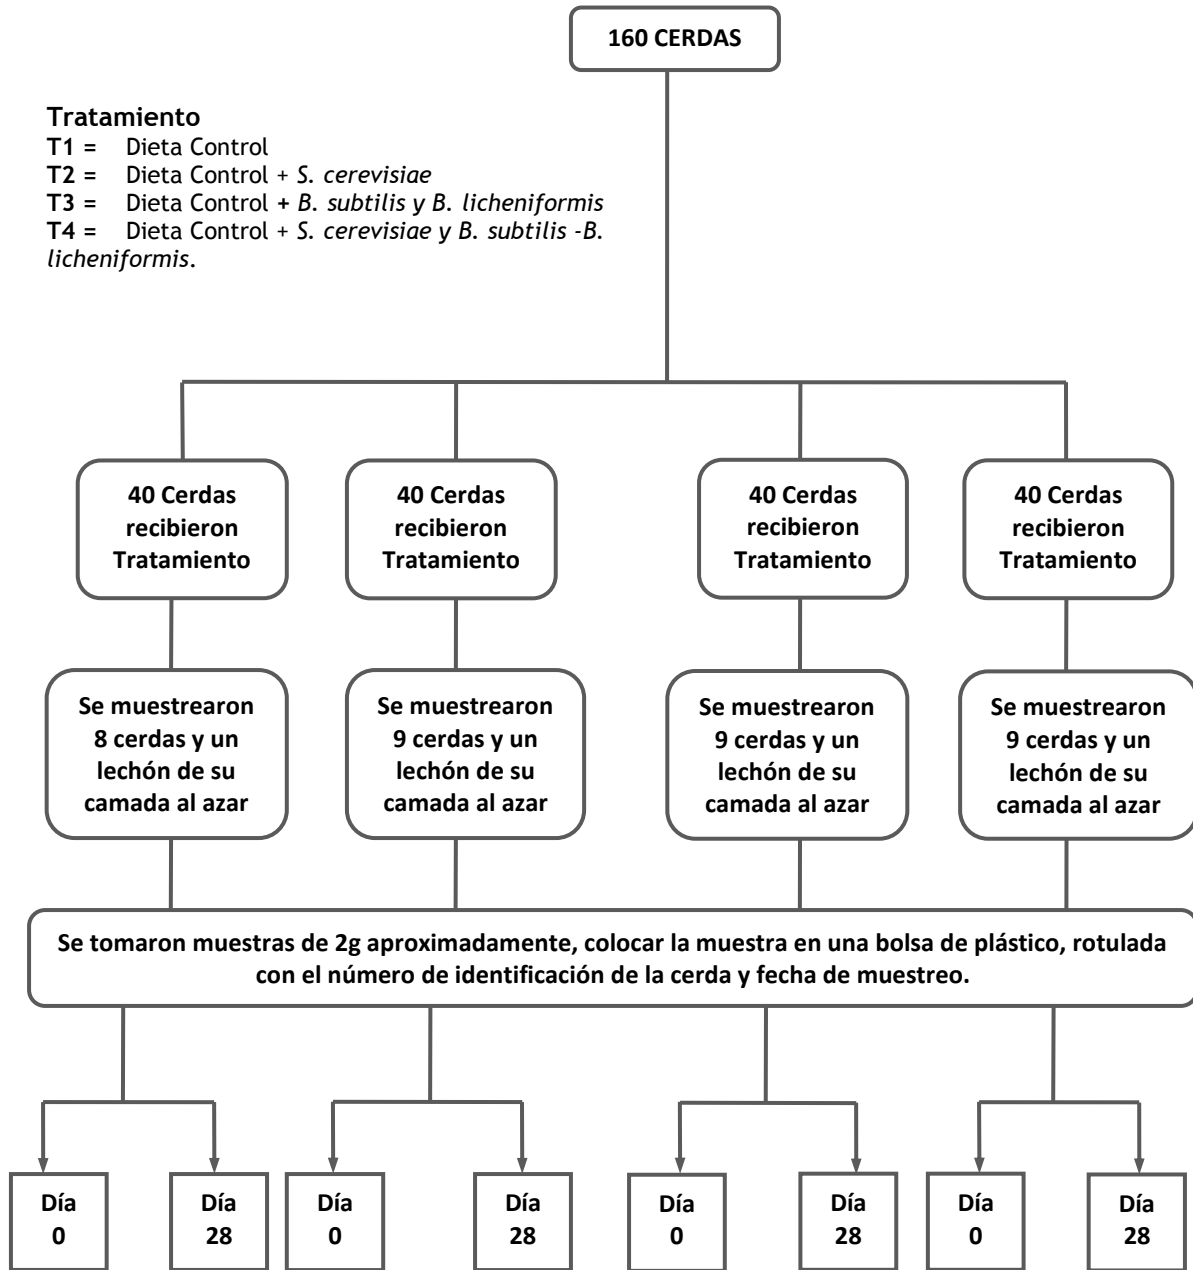 160 CERDAS
Tratamiento
T1 = Dieta Control
T2 = Dieta Control + S. cerevisiae
T3 = Dieta Control + B. subtilis y B. licheniformis
T4 = Dieta Control + S. cerevisiae y B. subtilis -B.
licheniformis.
40 Cerdas
recibieron
Tratamiento
40 Cerdas
recibieron
Tratamiento
40 Cerdas
recibieron
Tratamiento
40 Cerdas
recibieron
Tratamiento
Se muestrearon
8 cerdas y un
lechón de su
camada al azar
Se muestrearon
9 cerdas y un
lechón de su
camada al azar
Se muestrearon
9 cerdas y un
lechón de su
camada al azar
Se muestrearon
9 cerdas y un
lechón de su
camada al azar
Se tomaron muestras de 2g aproximadamente, colocar la muestra en una bolsa de plástico, rotulada
con el número de identificación de la cerda y fecha de muestreo.
Día
0
Día
28
Día
0
Día
28
Día
0
Día
28
Día
0
Día
28